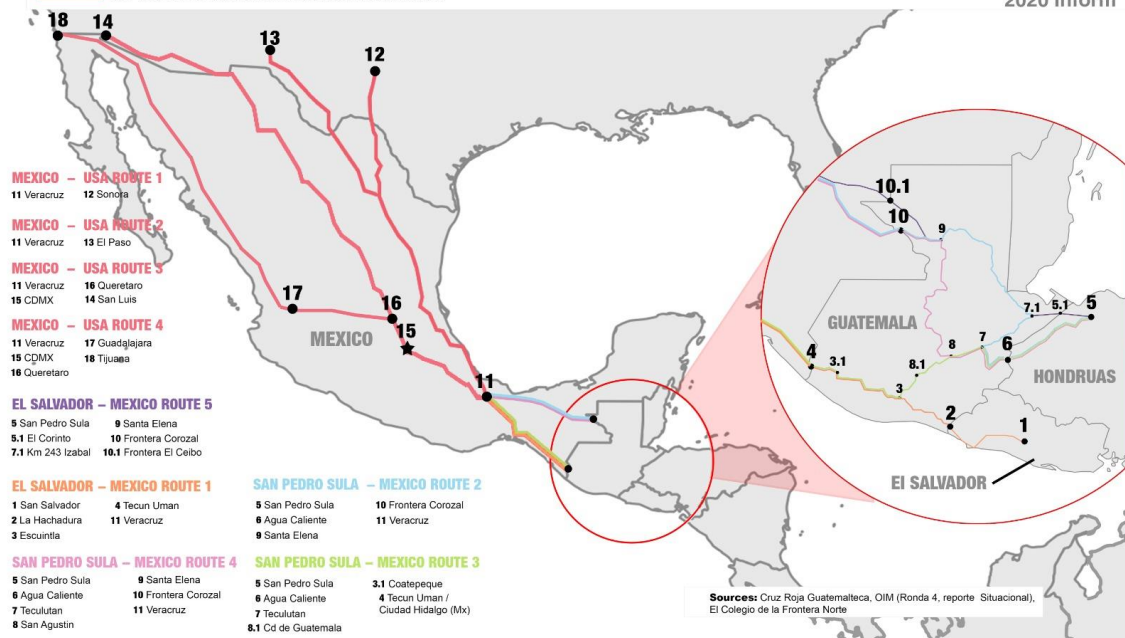 2020 Inform
18
14
13
12
MEXICO – USA ROUTE 1
11 Veracruz 12 Sonora
MEXICO – USA ROUTE 2
11 Veracruz 13 El Paso
MEXICO – USA ROUTE 3
11 Veracruz 16 Queretaro
15 CDMX 14 San Luis
MEXICO – USA ROUTE 4
11 Veracruz 17 Guadalajara
15 CDMX 18 Tijuana
16 Queretaro
17
16
15
MEXICO
11
10.1
10
9
7.1
5.1
5
GUATEMALA
7
8
6
4
3.1
8.1
HONDRUAS
3
2
1
El SALVADOR
EL SALVADOR – MEXICO ROUTE 5
5 San Pedro Sula 9 Santa Elena
5.1 El Corinto 10 Frontera Corozal
7.1 Km 243 Izabal 10.1 Frontera El Ceibo
EL SALVADOR – MEXICO ROUTE 1
1 San Salvador 4 Tecun Uman
2 La Hachadura 11 Veracruz
3 Escuintla
SAN PEDRO SULA – MEXICO ROUTE 2
5 San Pedro Sula 10 Frontera Corozal
6 Agua Caliente 11 Veracruz
9 Santa Elena
SAN PEDRO SULA – MEXICO ROUTE 4
5 San Pedro Sula 9 Santa Elena
6 Agua Caliente 10 Frontera Corozal
7 Teculutan 11 Veracruz
8 San Agustin
SAN PEDRO SULA – MEXICO ROUTE 3
5 San Pedro Sula 3.1 Coatepeque
6 Agua Caliente 4 Tecun Uman /
7 Teculutan Ciudad Hidalgo (Mx)
8.1 Cd de Guatemala
Sources: Cruz Roja Guatemalteca, OIM (Ronda 4, reporte Situacional),
El Colegio de la Frontera Norte